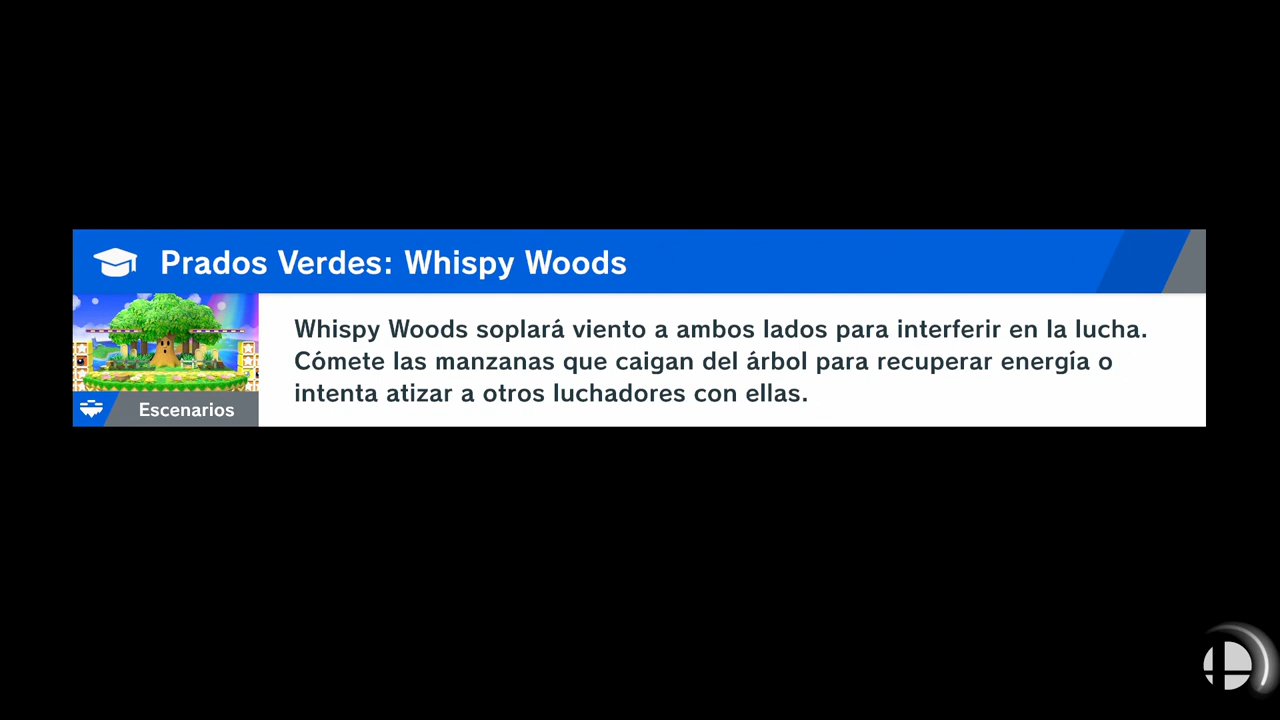 Prados Verdes: Whispy Woods
Whispy Woods soplará viento a ambos lados para interferir en la lucha.
Cómete las manzanas que caigan del árbol para recuperar energía o
intenta atizar a otros luchadores con ellas.
Escenarios